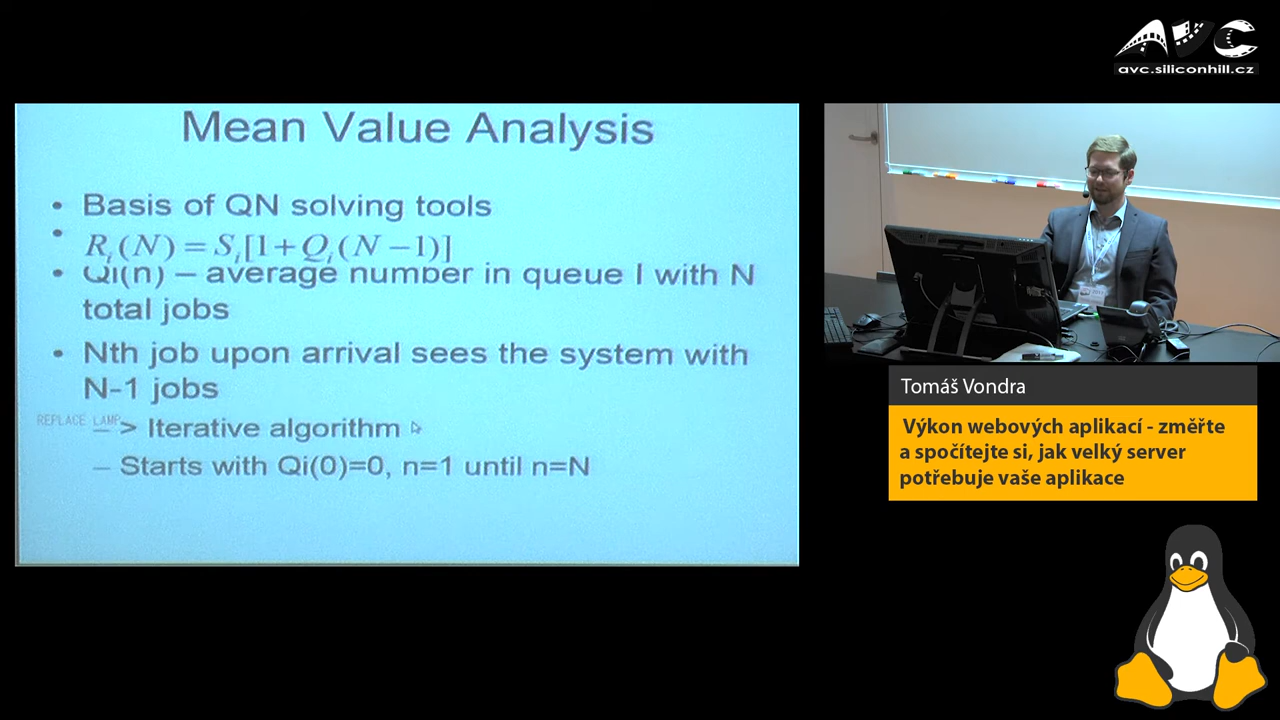 AVC
avc.siliconhill.cz
Mean Value Analysis
• Basis of QN solving tools
• Rᵢ(N) = Sᵢ[1+Qᵢ(N−1)]
• Qi(n) – average number in queue I with N
total jobs
• Nth job upon arrival sees the system with
N-1 jobs
REPLACE LAMP
–> Iterative algorithm
– Starts with Qi(0)=0, n=1 until n=N
Tomáš Vondra
Výkon webových aplikací - změřte
a spočítejte si, jak velký server
potřebuje vaše aplikace